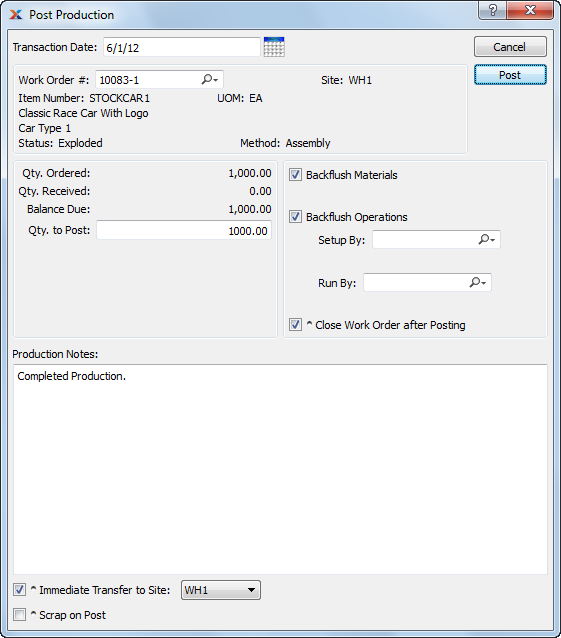 Post Production
Transaction Date: 6/1/12
Cancel
Work Order #: 10083-1 Site: WH1
Post
Item Number: STOCKCAR1 UOM: EA
Classic Race Car With Logo
Car Type 1
Status: Exploded Method: Assembly
Qty. Ordered: 1,000.00
Qty. Received: 0.00
Balance Due: 1,000.00
Qty. to Post: 1000.00
Backflush Materials
Backflush Operations
Setup By:
Run By:
^ Close Work Order after Posting
Production Notes:
Completed Production.
^ Immediate Transfer to Site: WH1
^ Scrap on Post